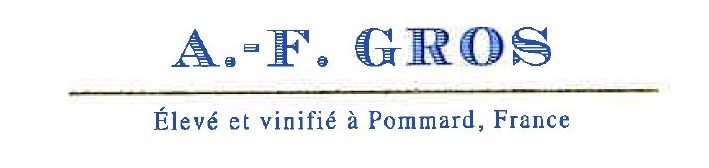 A.-F. GROS
Élevé et vinifié à Pommard, France